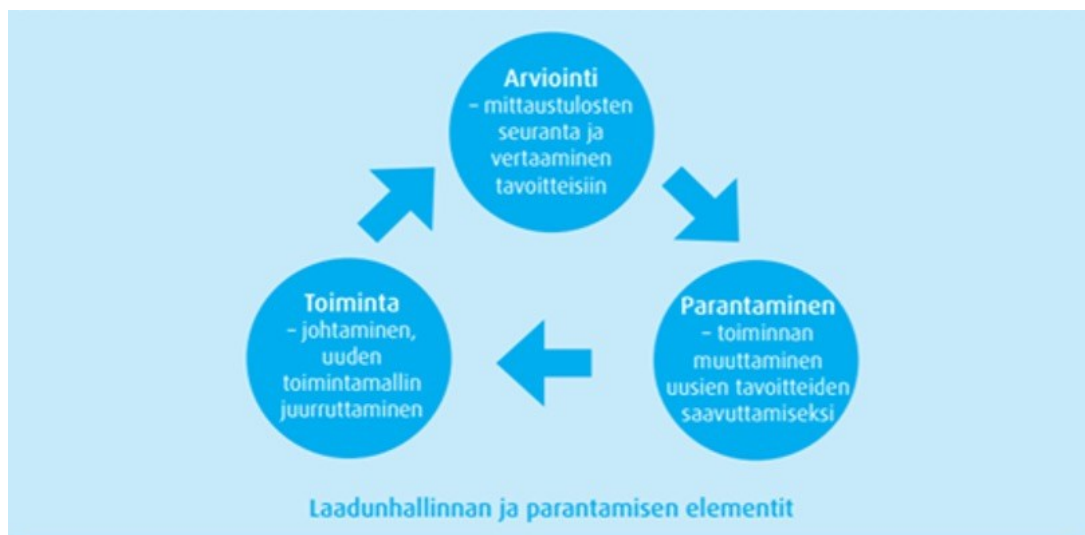 Arviointi
– mittaustulosten
seuranta ja
vertaaminen
tavoitteisiin
Toiminta
– johtaminen,
uuden
toimintamallin
juurruttaminen
Parantaminen
– toiminnan
muuttaminen
uusien tavoitteiden
saavuttamiseksi
Laadunhallinnan ja parantamisen elementit